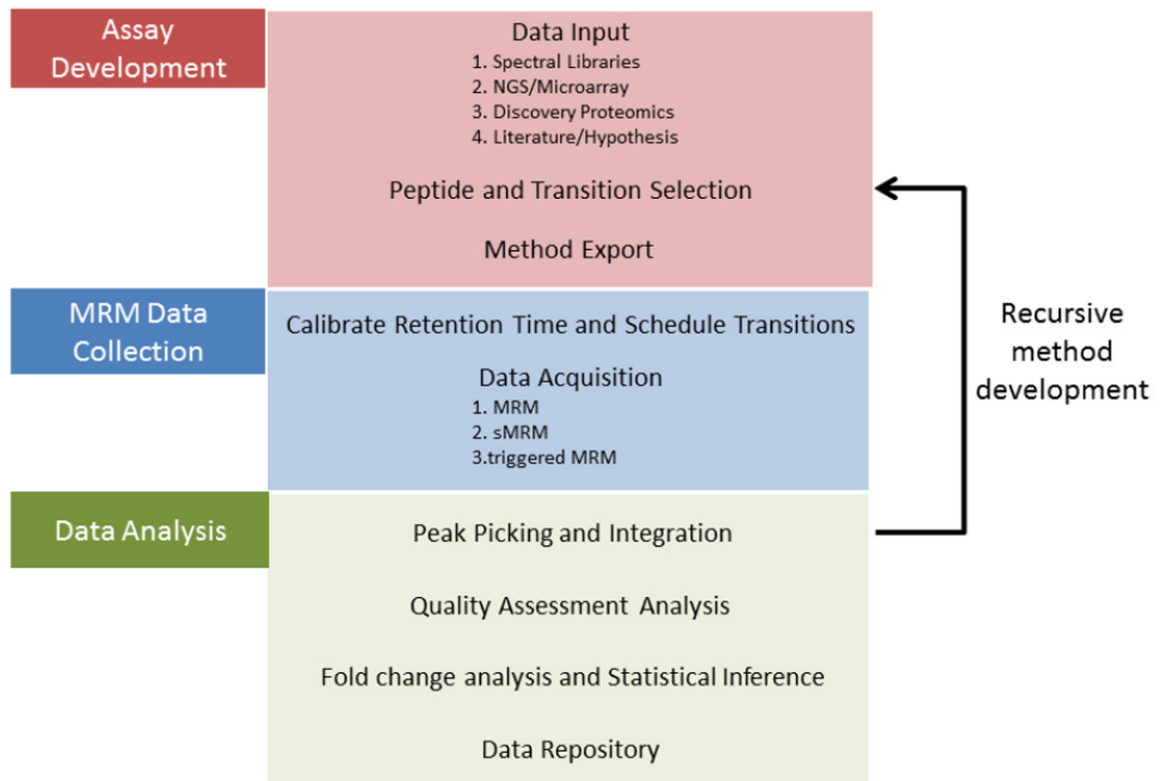 Assay
Development
Data Input
1. Spectral Libraries
2. NGS/Microarray
3. Discovery Proteomics
4. Literature/Hypothesis
Peptide and Transition Selection
Method Export
MRM Data
Collection
Calibrate Retention Time and Schedule Transitions
Data Acquisition
1. MRM
2. sMRM
3.triggered MRM
Recursive
method
development
Data Analysis
Peak Picking and Integration
Quality Assessment Analysis
Fold change analysis and Statistical Inference
Data Repository